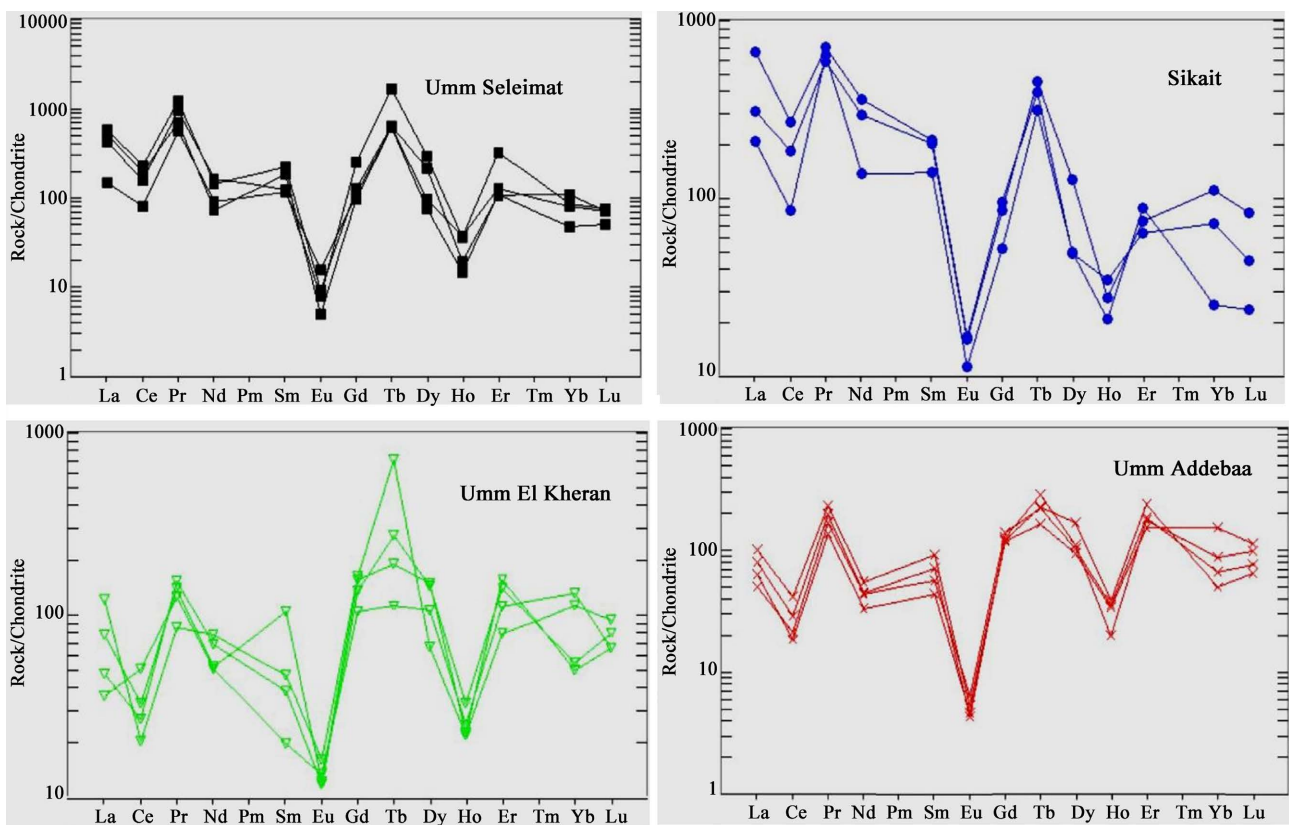 10000
1000
100
10
1
Rock/Chondrite
Umm Seleimat
La Ce Pr Nd Pm Sm Eu Gd Tb Dy Ho Er Tm Yb Lu
1000
100
10
Rock/Chondrite
Sikait
La Ce Pr Nd Pm Sm Eu Gd Tb Dy Ho Er Tm Yb Lu
1000
100
10
Rock/Chondrite
Umm El Kheran
La Ce Pr Nd Pm Sm Eu Gd Tb Dy Ho Er Tm Yb Lu
1000
100
10
1
Rock/Chondrite
Umm Addebaa
La Ce Pr Nd Pm Sm Eu Gd Tb Dy Ho Er Tm Yb Lu